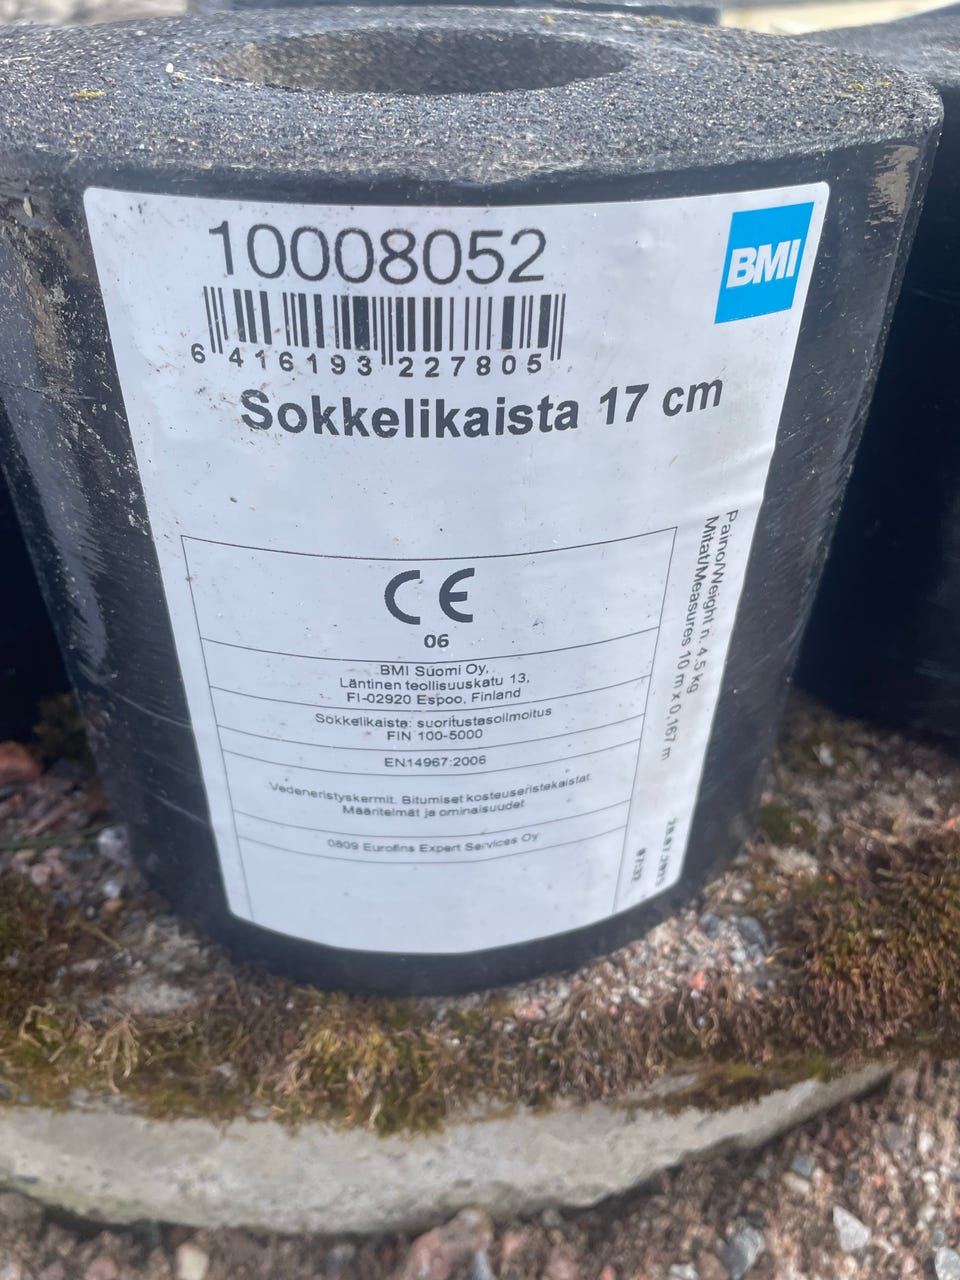 10008052
BMI
6 416193 227805
Sokkelikaista 17 cm
CE
06
BMI Suomi Oy,
Läntinen teollisuuskatu 13,
FI-02920 Espoo, Finland
Sokkelikaista: suoritustasoilmoitus
FIN 100-5000
EN14967:2006
Vedeneristyskermit. Bitumiset kosteuseristekaistat.
Määritelmät ja ominaisuudet
0809 Eurofins Expert Services Oy
Paino/Weight n. 4,5 kg
Mitat/Measures 10 m x 0,167 m